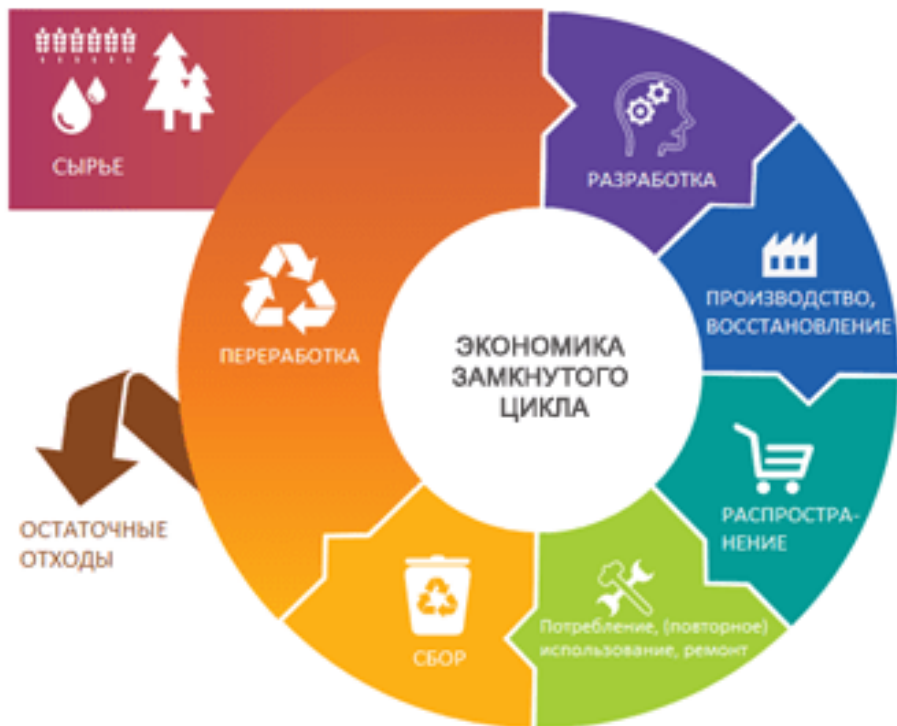 СЫРЬЕ
РАЗРАБОТКА
ПРОИЗВОДСТВО,
ВОССТАНОВЛЕНИЕ
ПЕРЕРАБОТКА
ЭКОНОМИКА
ЗАМКНУТОГО
ЦИКЛА
РАСПРОСТРА-
НЕНИЕ
ОСТАТОЧНЫЕ
ОТХОДЫ
Потребление, (повторное)
использование, ремонт
СБОР